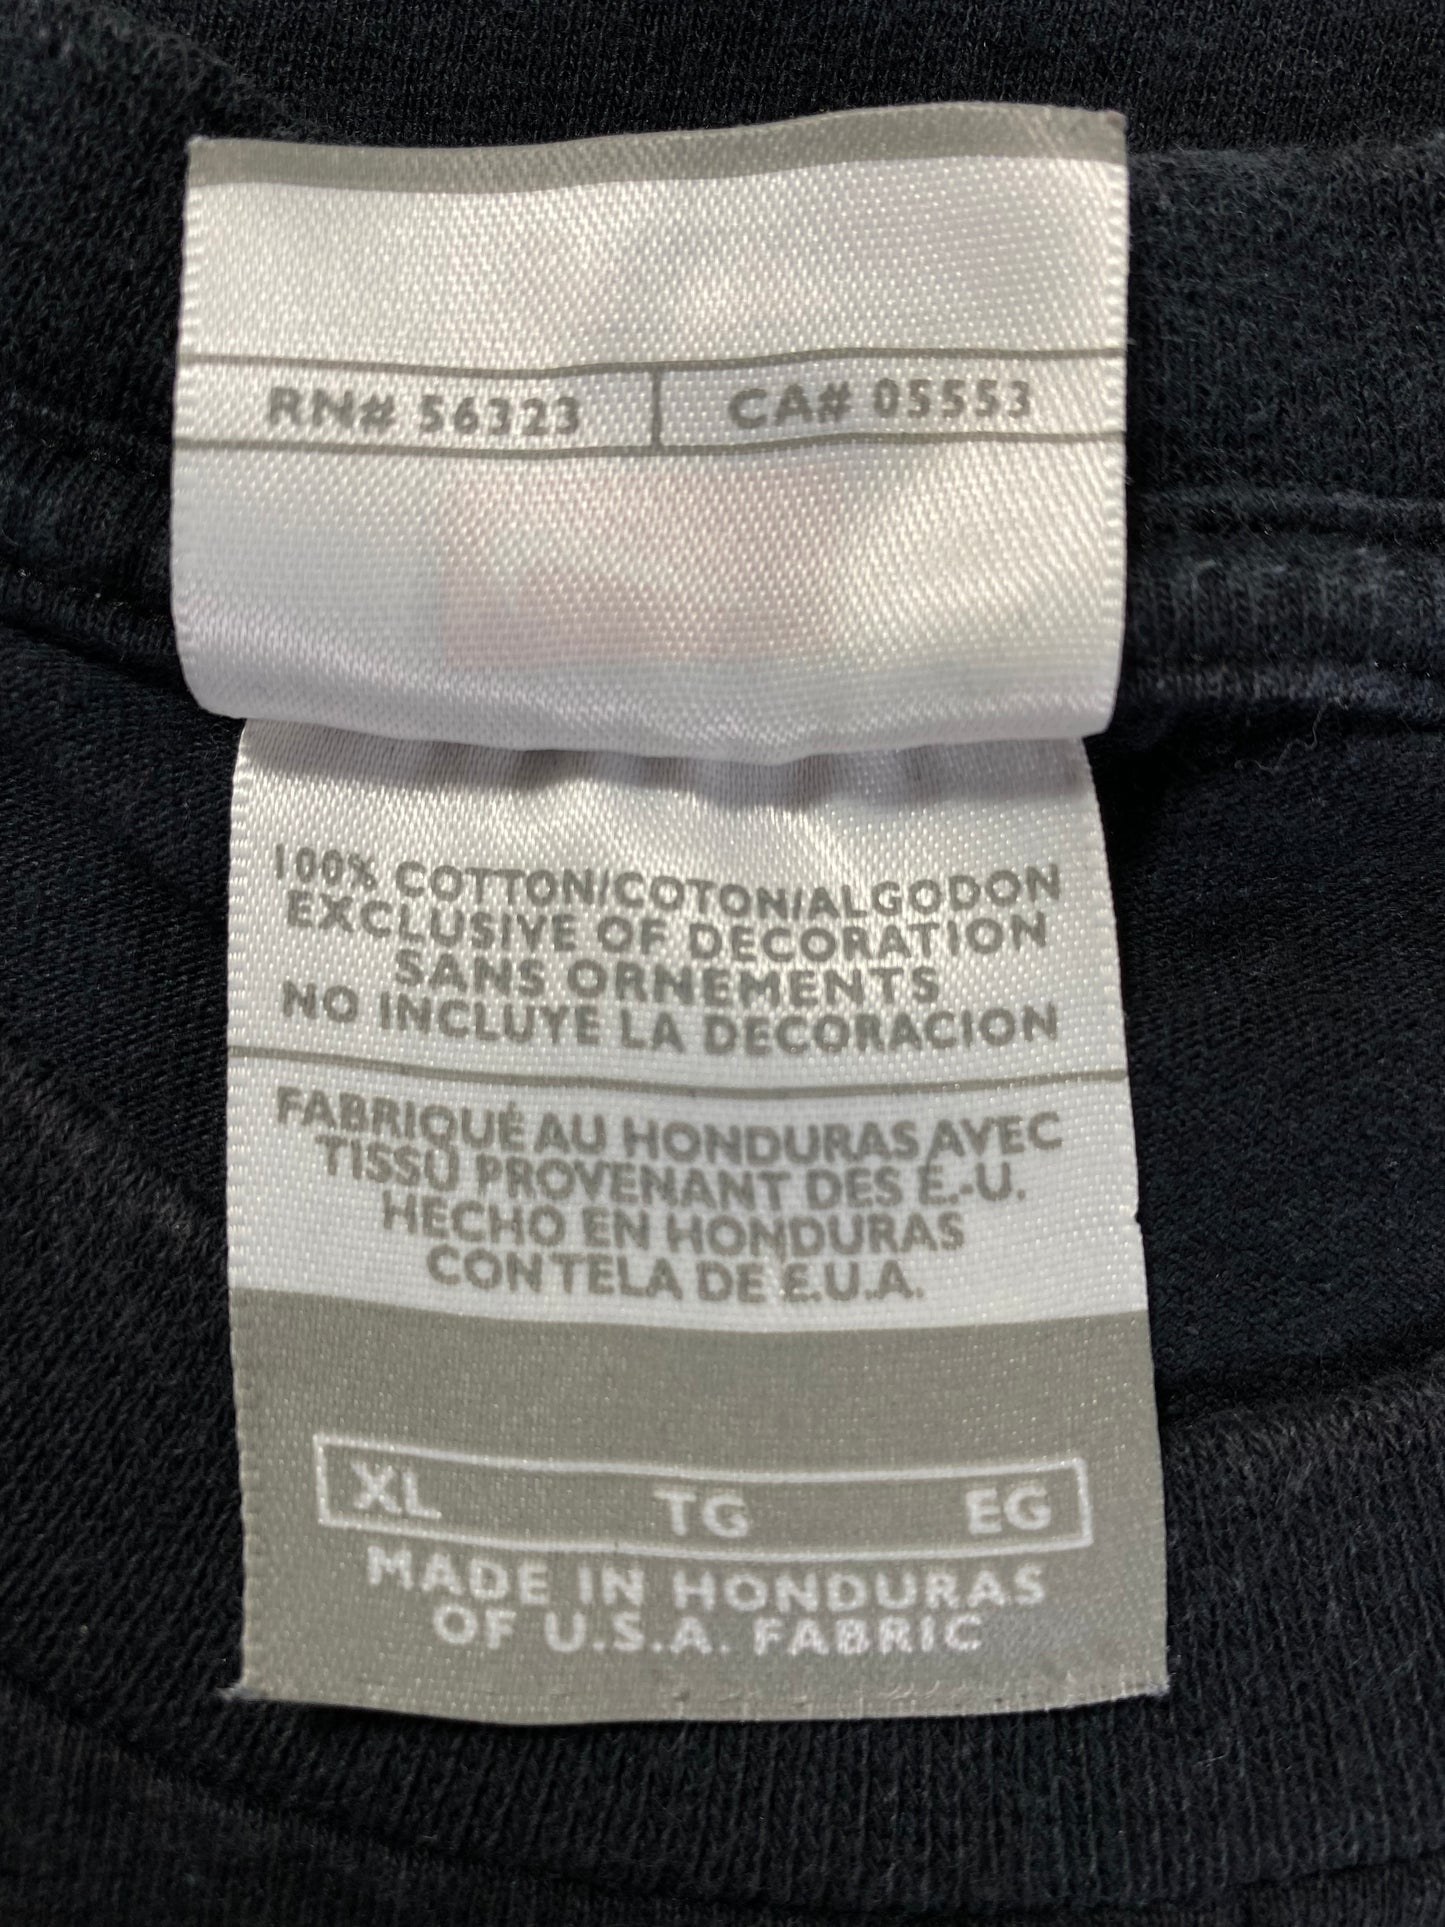 RN# 56323 CA# 05553
100% COTTON/COTON/ALGODON
EXCLUSIVE OF DECORATION
SANS ORNEMENTS
NO INCLUYE LA DECORACION
FABRIQUÉ AU HONDURAS AVEC
TISSU PROVENANT DES É.-U.
HECHO EN HONDURAS
CON TELA DE E.U.A.
XL TG EG
MADE IN HONDURAS
OF U.S.A. FABRIC